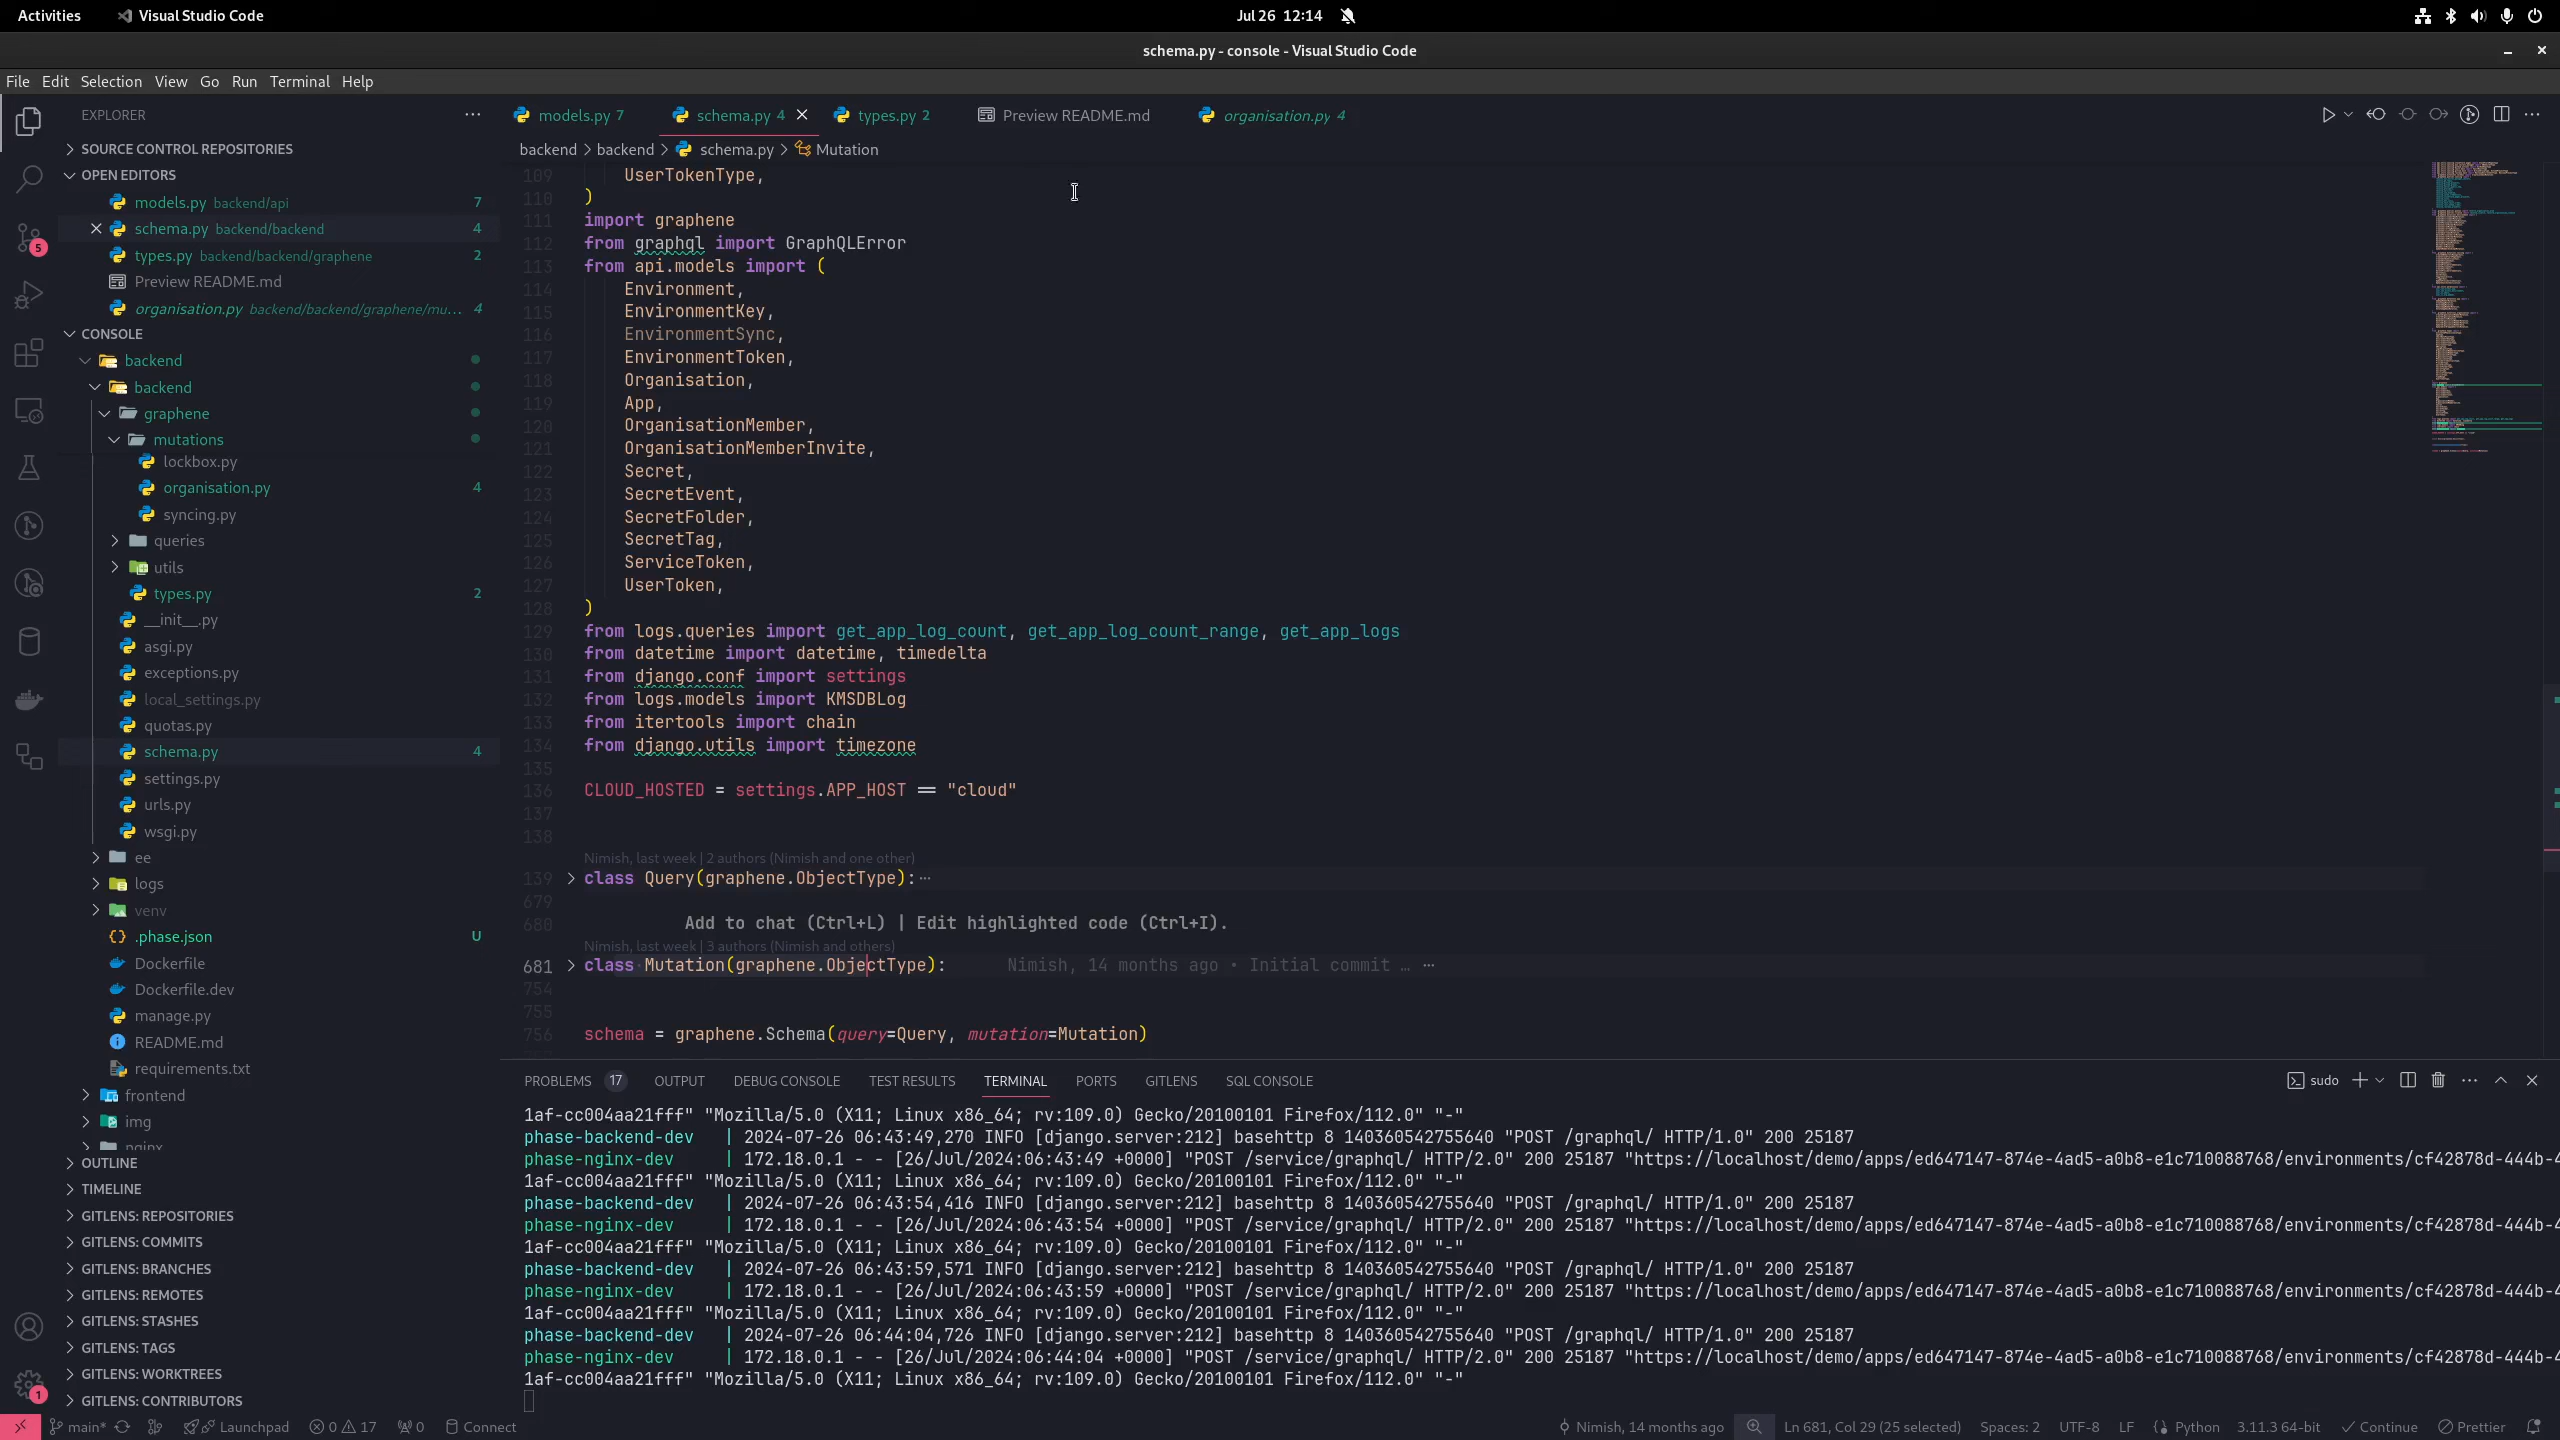 Activities Visual Studio Code Jul 26 12:14
schema.py - console - Visual Studio Code
File Edit Selection View Go Run Terminal Help
EXPLORER
SOURCE CONTROL REPOSITORIES
OPEN EDITORS
models.py backend/api 7
schema.py backend/backend 4
types.py backend/backend/graphene 2
Preview README.md
organisation.py backend/backend/graphene/mu... 4
CONSOLE
backend
backend
graphene
mutations
lockbox.py
organisation.py 4
syncing.py
queries
utils
types.py 2
__init__.py
asgi.py
exceptions.py
local_settings.py
quotas.py
schema.py 4
settings.py
urls.py
wsgi.py
ee
logs
venv
.phase.json U
Dockerfile
Dockerfile.dev
manage.py
README.md
requirements.txt
frontend
img
nginx
OUTLINE
TIMELINE
GITLENS: REPOSITORIES
GITLENS: COMMITS
GITLENS: BRANCHES
GITLENS: REMOTES
GITLENS: STASHES
GITLENS: TAGS
GITLENS: WORKTREES
GITLENS: CONTRIBUTORS
5
1
models.py 7 schema.py 4 types.py 2 Preview README.md organisation.py 4
backend > backend > schema.py > Mutation
109 UserTokenType,
110 )
111 import graphene
112 from graphql import GraphQLError
113 from api.models import (
114 Environment,
115 EnvironmentKey,
116 EnvironmentSync,
117 EnvironmentToken,
118 Organisation,
119 App,
120 OrganisationMember,
121 OrganisationMemberInvite,
122 Secret,
123 SecretEvent,
124 SecretFolder,
125 SecretTag,
126 ServiceToken,
127 UserToken,
128 )
129 from logs.queries import get_app_log_count, get_app_log_count_range, get_app_logs
130 from datetime import datetime, timedelta
131 from django.conf import settings
132 from logs.models import KMSDBLog
133 from itertools import chain
134 from django.utils import timezone
135
136 CLOUD_HOSTED = settings.APP_HOST == "cloud"
137
138
Nimish, last week | 2 authors (Nimish and one other)
139 class Query(graphene.ObjectType):⋯
679
680 Add to chat (Ctrl+L) | Edit highlighted code (Ctrl+I).
Nimish, last week | 3 authors (Nimish and others)
681 class Mutation(graphene.ObjectType): Nimish, 14 months ago • Initial commit … ⋯
754
755
756 schema = graphene.Schema(query=Query, mutation=Mutation)
PROBLEMS 17 OUTPUT DEBUG CONSOLE TEST RESULTS TERMINAL PORTS GITLENS SQL CONSOLE sudo
1af-cc004aa21fff" "Mozilla/5.0 (X11; Linux x86_64; rv:109.0) Gecko/20100101 Firefox/112.0" "-"
phase-backend-dev | 2024-07-26 06:43:49,270 INFO [django.server:212] basehttp 8 140360542755640 "POST /graphql/ HTTP/1.0" 200 25187
phase-nginx-dev | 172.18.0.1 - - [26/Jul/2024:06:43:49 +0000] "POST /service/graphql/ HTTP/2.0" 200 25187 "https://localhost/demo/apps/ed647147-874e-4ad5-a0b8-e1c710088768/environments/cf42878d-444b-4
1af-cc004aa21fff" "Mozilla/5.0 (X11; Linux x86_64; rv:109.0) Gecko/20100101 Firefox/112.0" "-"
phase-backend-dev | 2024-07-26 06:43:54,416 INFO [django.server:212] basehttp 8 140360542755640 "POST /graphql/ HTTP/1.0" 200 25187
phase-nginx-dev | 172.18.0.1 - - [26/Jul/2024:06:43:54 +0000] "POST /service/graphql/ HTTP/2.0" 200 25187 "https://localhost/demo/apps/ed647147-874e-4ad5-a0b8-e1c710088768/environments/cf42878d-444b-4
1af-cc004aa21fff" "Mozilla/5.0 (X11; Linux x86_64; rv:109.0) Gecko/20100101 Firefox/112.0" "-"
phase-backend-dev | 2024-07-26 06:43:59,571 INFO [django.server:212] basehttp 8 140360542755640 "POST /graphql/ HTTP/1.0" 200 25187
phase-nginx-dev | 172.18.0.1 - - [26/Jul/2024:06:43:59 +0000] "POST /service/graphql/ HTTP/2.0" 200 25187 "https://localhost/demo/apps/ed647147-874e-4ad5-a0b8-e1c710088768/environments/cf42878d-444b-4
1af-cc004aa21fff" "Mozilla/5.0 (X11; Linux x86_64; rv:109.0) Gecko/20100101 Firefox/112.0" "-"
phase-backend-dev | 2024-07-26 06:44:04,726 INFO [django.server:212] basehttp 8 140360542755640 "POST /graphql/ HTTP/1.0" 200 25187
phase-nginx-dev | 172.18.0.1 - - [26/Jul/2024:06:44:04 +0000] "POST /service/graphql/ HTTP/2.0" 200 25187 "https://localhost/demo/apps/ed647147-874e-4ad5-a0b8-e1c710088768/environments/cf42878d-444b-4
1af-cc004aa21fff" "Mozilla/5.0 (X11; Linux x86_64; rv:109.0) Gecko/20100101 Firefox/112.0" "-"
main* Launchpad 0 17 0 Connect Nimish, 14 months ago Ln 681, Col 29 (25 selected) Spaces: 2 UTF-8 LF Python 3.11.3 64-bit Continue Prettier